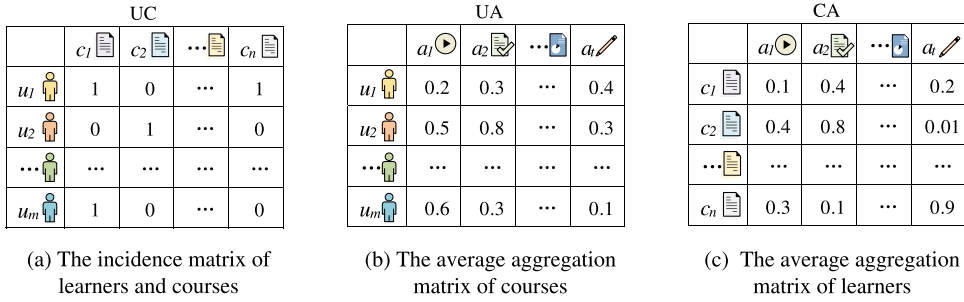 UC
c1 c2 ... cn
u1 1 0 ... 1
u2 0 1 ... 0
... ... ... ... ...
um 1 0 ... 0
(a) The incidence matrix of
learners and courses
UA
a1 a2 ... at
u1 0.2 0.3 ... 0.4
u2 0.5 0.8 ... 0.3
... ... ... ... ...
um 0.6 0.3 ... 0.1
(b) The average aggregation
matrix of courses
CA
a1 a2 ... at
c1 0.1 0.4 ... 0.2
c2 0.4 0.8 ... 0.01
... ... ... ... ...
cn 0.3 0.1 ... 0.9
(c) The average aggregation
matrix of learners